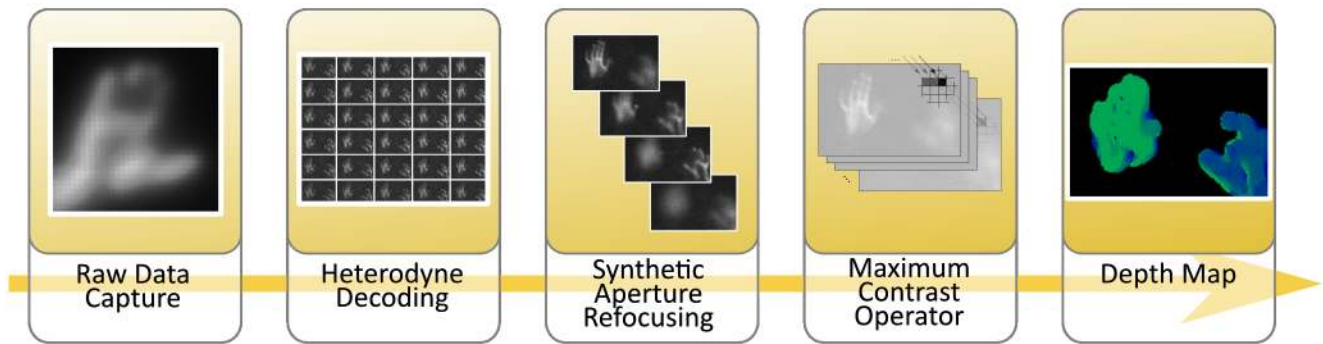 Raw Data
Capture
Heterodyne
Decoding
Synthetic
Aperture
Refocusing
Maximum
Contrast
Operator
Depth Map